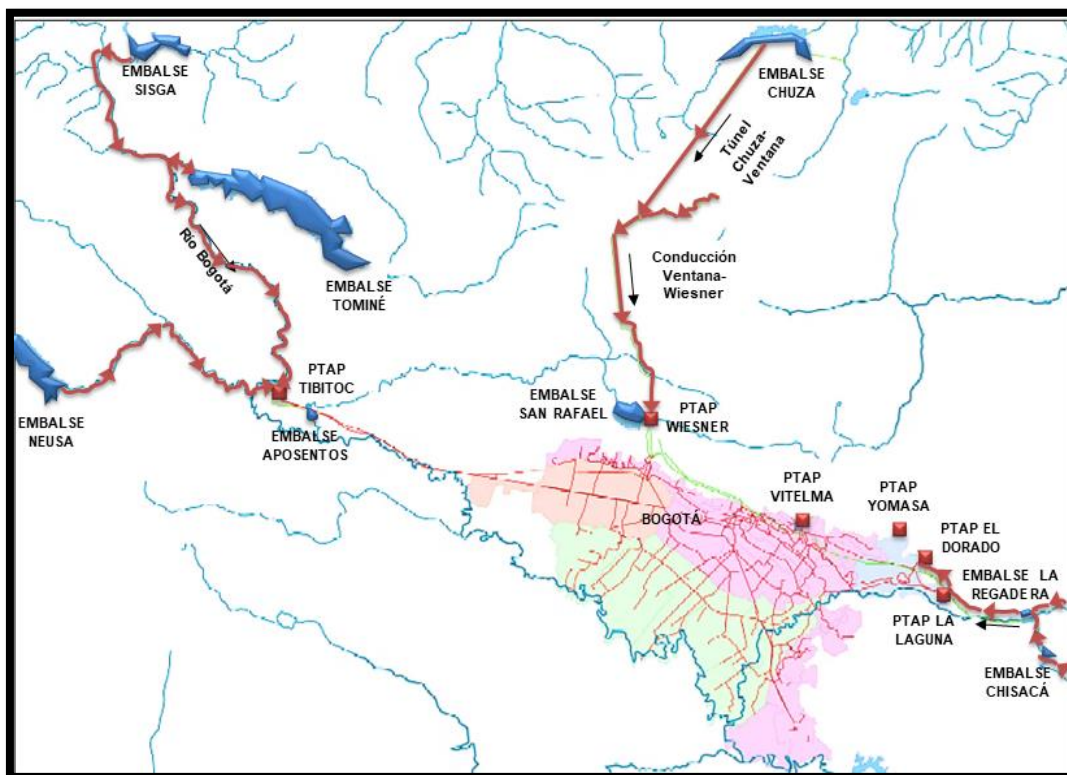 EMBALSE
SISGA
EMBALSE
CHUZA
Túnel
Chuza-
Ventana
Río Bogotá
EMBALSE
TOMINÉ
Conducción
Ventana-
Wiesner
PTAP
TIBITOC
EMBALSE
NEUSA
EMBALSE
APOSENTOS
EMBALSE
SAN RAFAEL
PTAP
WIESNER
PTAP
VITELMA
PTAP
YOMASA
BOGOTÁ
PTAP EL
DORADO
EMBALSE LA
REGADERA
PTAP LA
LAGUNA
EMBALSE
CHISACÁ